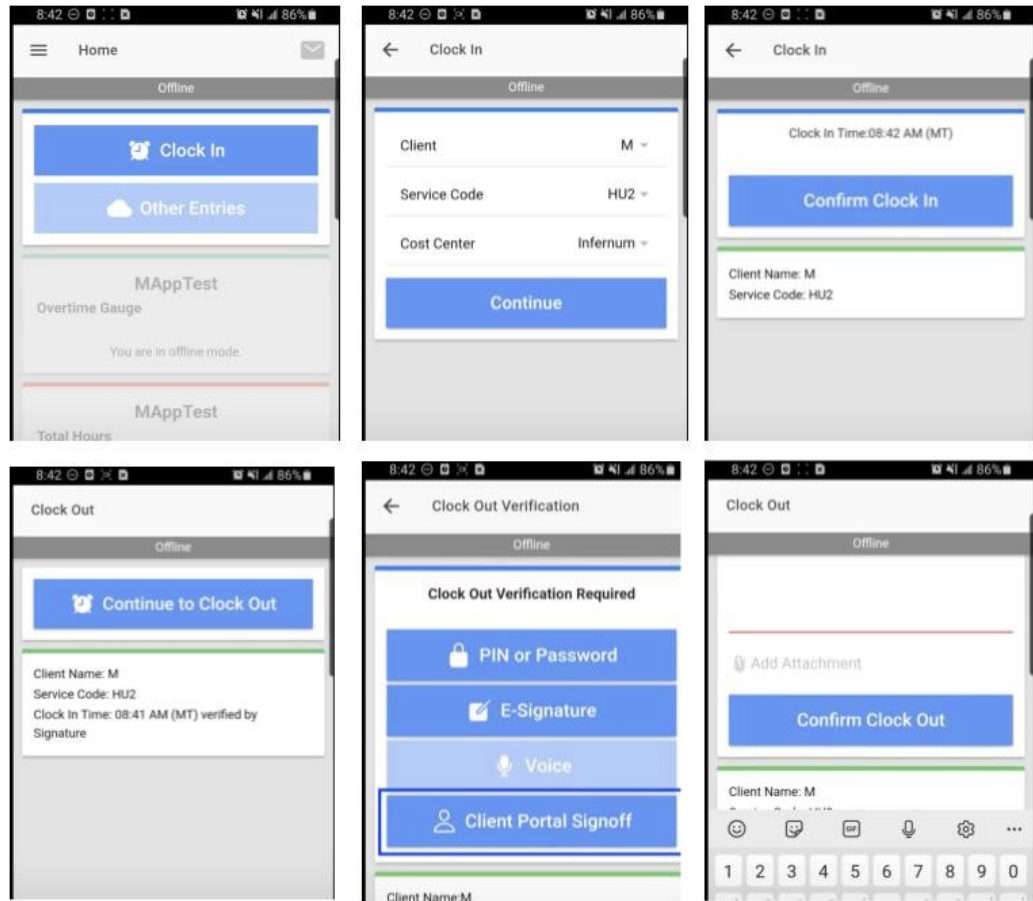 8:42 86%
Home
Offline
Clock In
Other Entries
MAppTest
Overtime Gauge
You are in offline mode.
MAppTest
Total Hours
8:42 86%
Clock In
Offline
Client M
Service Code HU2
Cost Center Infernum
Continue
8:42 86%
Clock In
Offline
Clock In Time:08:42 AM (MT)
Confirm Clock In
Client Name: M
Service Code: HU2
8:42 86%
Clock Out
Offline
Continue to Clock Out
Client Name: M
Service Code: HU2
Clock In Time: 08:41 AM (MT) verified by
Signature
8:42 86%
Clock Out Verification
Offline
Clock Out Verification Required
PIN or Password
E-Signature
Voice
Client Portal Signoff
Client Name:M
8:42 86%
Clock Out
Offline
Add Attachment
Confirm Clock Out
Client Name: M
GIF
1 2 3 4 5 6 7 8 9 0